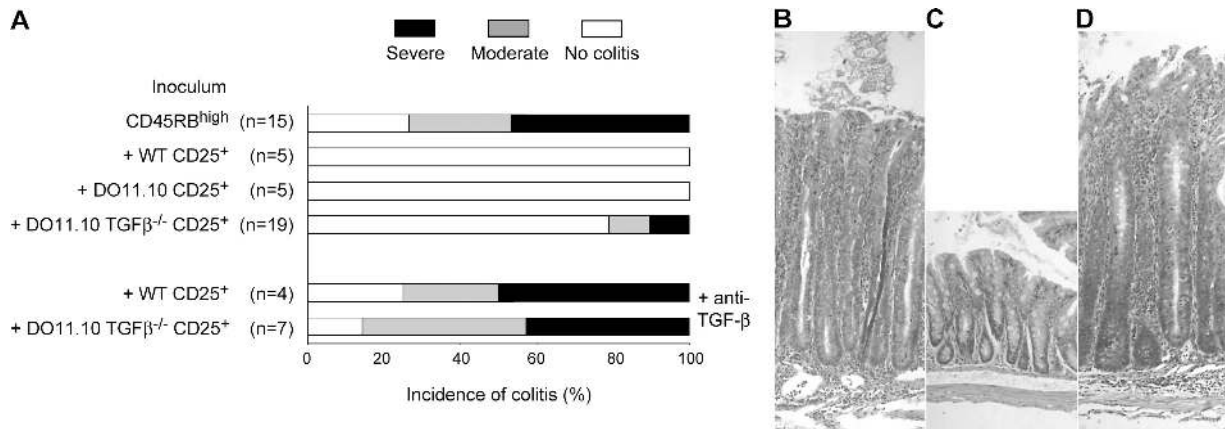 A
B
C
D
Severe Moderate No colitis
Inoculum
CD45RBhigh (n=15)
+ WT CD25+ (n=5)
+ DO11.10 CD25+ (n=5)
+ DO11.10 TGFβ-/- CD25+ (n=19)
+ WT CD25+ (n=4)
+ DO11.10 TGFβ-/- CD25+ (n=7)
+ anti-
TGF-β
0 20 40 60 80 100
Incidence of colitis (%)